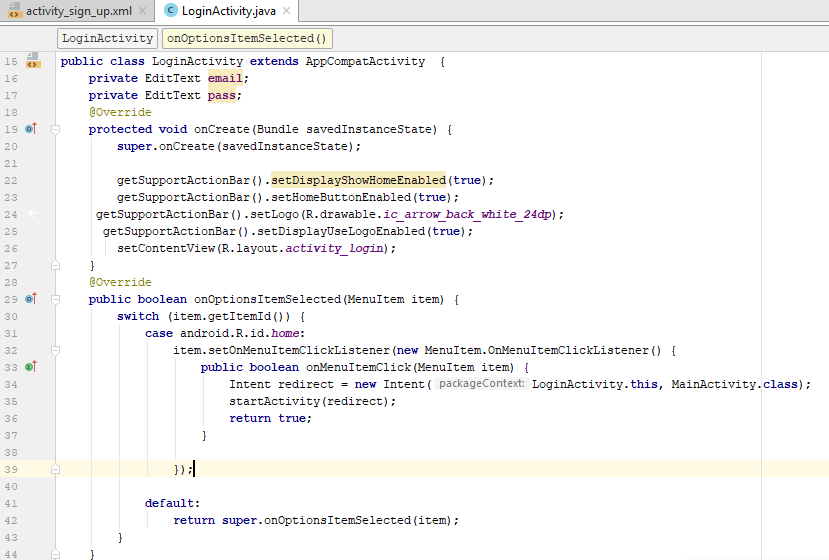 activity_sign_up.xml × LoginActivity.java ×
LoginActivity onOptionsItemSelected()
15 public class LoginActivity extends AppCompatActivity {
16 private EditText email;
17 private EditText pass;
18 @Override
19 protected void onCreate(Bundle savedInstanceState) {
20 super.onCreate(savedInstanceState);
21
22 getSupportActionBar().setDisplayShowHomeEnabled(true);
23 getSupportActionBar().setHomeButtonEnabled(true);
24 getSupportActionBar().setLogo(R.drawable.ic_arrow_back_white_24dp);
25 getSupportActionBar().setDisplayUseLogoEnabled(true);
26 setContentView(R.layout.activity_login);
27 }
28 @Override
29 public boolean onOptionsItemSelected(MenuItem item) {
30 switch (item.getItemId()) {
31 case android.R.id.home:
32 item.setOnMenuItemClickListener(new MenuItem.OnMenuItemClickListener() {
33 public boolean onMenuItemClick(MenuItem item) {
34 Intent redirect = new Intent( packageContext: LoginActivity.this, MainActivity.class);
35 startActivity(redirect);
36 return true;
37 }
38
39 });
40
41 default:
42 return super.onOptionsItemSelected(item);
43 }
44 }